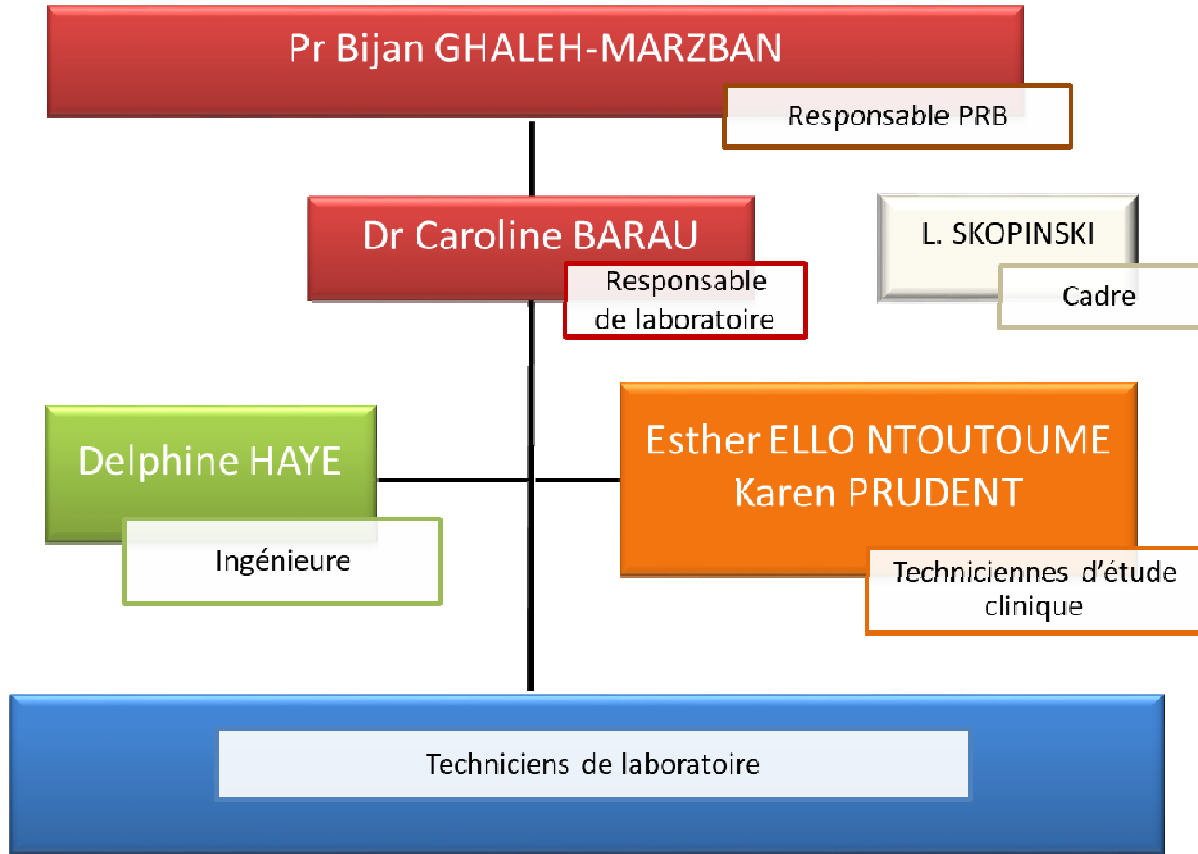 Pr Bijan GHALEH-MARZBAN
Responsable PRB
Dr Caroline BARAU
Responsable
de laboratoire
L. SKOPINSKI
Cadre
Delphine HAYE
Ingénieure
Esther ELLO NTOUTOUME
Karen PRUDENT
Techniciennes d’étude
clinique
Techniciens de laboratoire